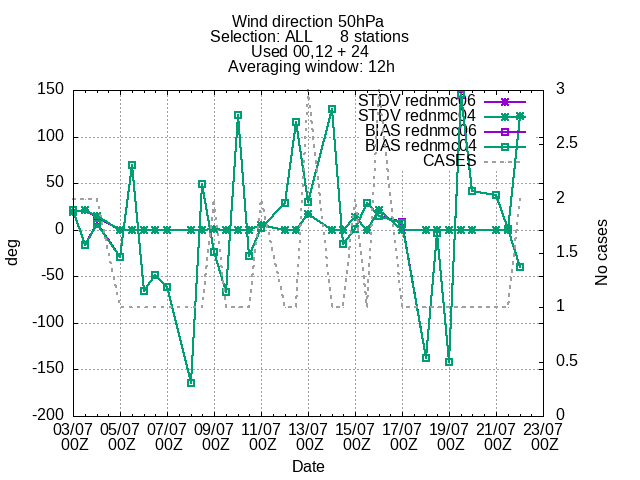 Wind direction 50hPa
Selection: ALL 8 stations
Used 00,12 + 24
Averaging window: 12h
STDV rednmc06
STDV rednmc04
BIAS rednmc06
BIAS rednmc04
CASES
150
100
50
0
-50
-100
-150
-200
deg
3
2.5
2
1.5
1
0.5
0
No cases
03/07 05/07 07/07 09/07 11/07 13/07 15/07 17/07 19/07 21/07 23/07
00Z 00Z 00Z 00Z 00Z 00Z 00Z 00Z 00Z 00Z 00Z
Date